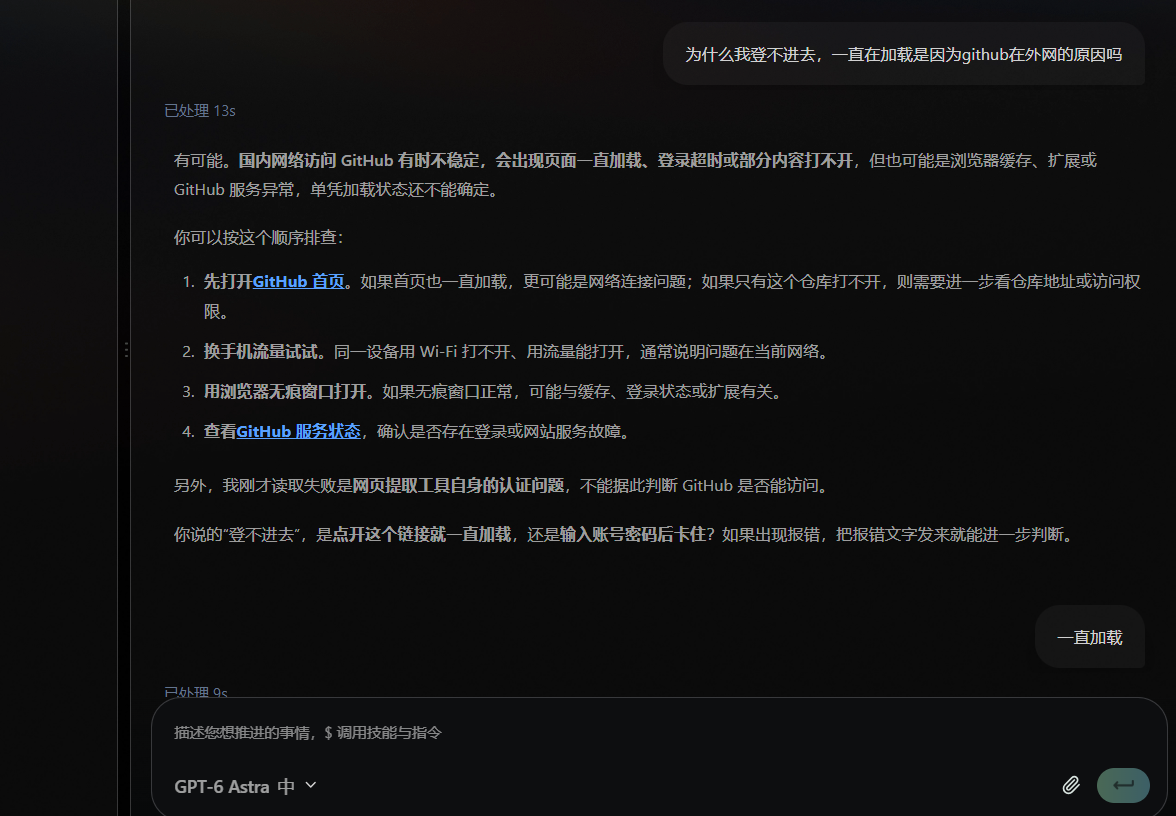 为什么我登不进去，一直在加载是因为github在外网的原因吗
已处理 13s
有可能。国内网络访问 GitHub 有时不稳定，会出现页面一直加载、登录超时或部分内容打不开，但也可能是浏览器缓存、扩展或
GitHub 服务异常，单凭加载状态还不能确定。
你可以按这个顺序排查：
1. 先打开GitHub 首页。如果首页也一直加载，更可能是网络连接问题；如果只有这个仓库打不开，则需要进一步看仓库地址或访问权
限。
2. 换手机流量试试。同一设备用 Wi-Fi 打不开、用流量能打开，通常说明问题在当前网络。
3. 用浏览器无痕窗口打开。如果无痕窗口正常，可能与缓存、登录状态或扩展有关。
4. 查看GitHub 服务状态，确认是否存在登录或网站服务故障。
另外，我刚才读取失败是网页提取工具自身的认证问题，不能据此判断 GitHub 是否能访问。
你说的“登不进去”，是点开这个链接就一直加载，还是输入账号密码后卡住？如果出现报错，把报错文字发来就能进一步判断。
一直加载
已处理 9s
描述您想推进的事情，$ 调用技能与指令
GPT-6 Astra 中